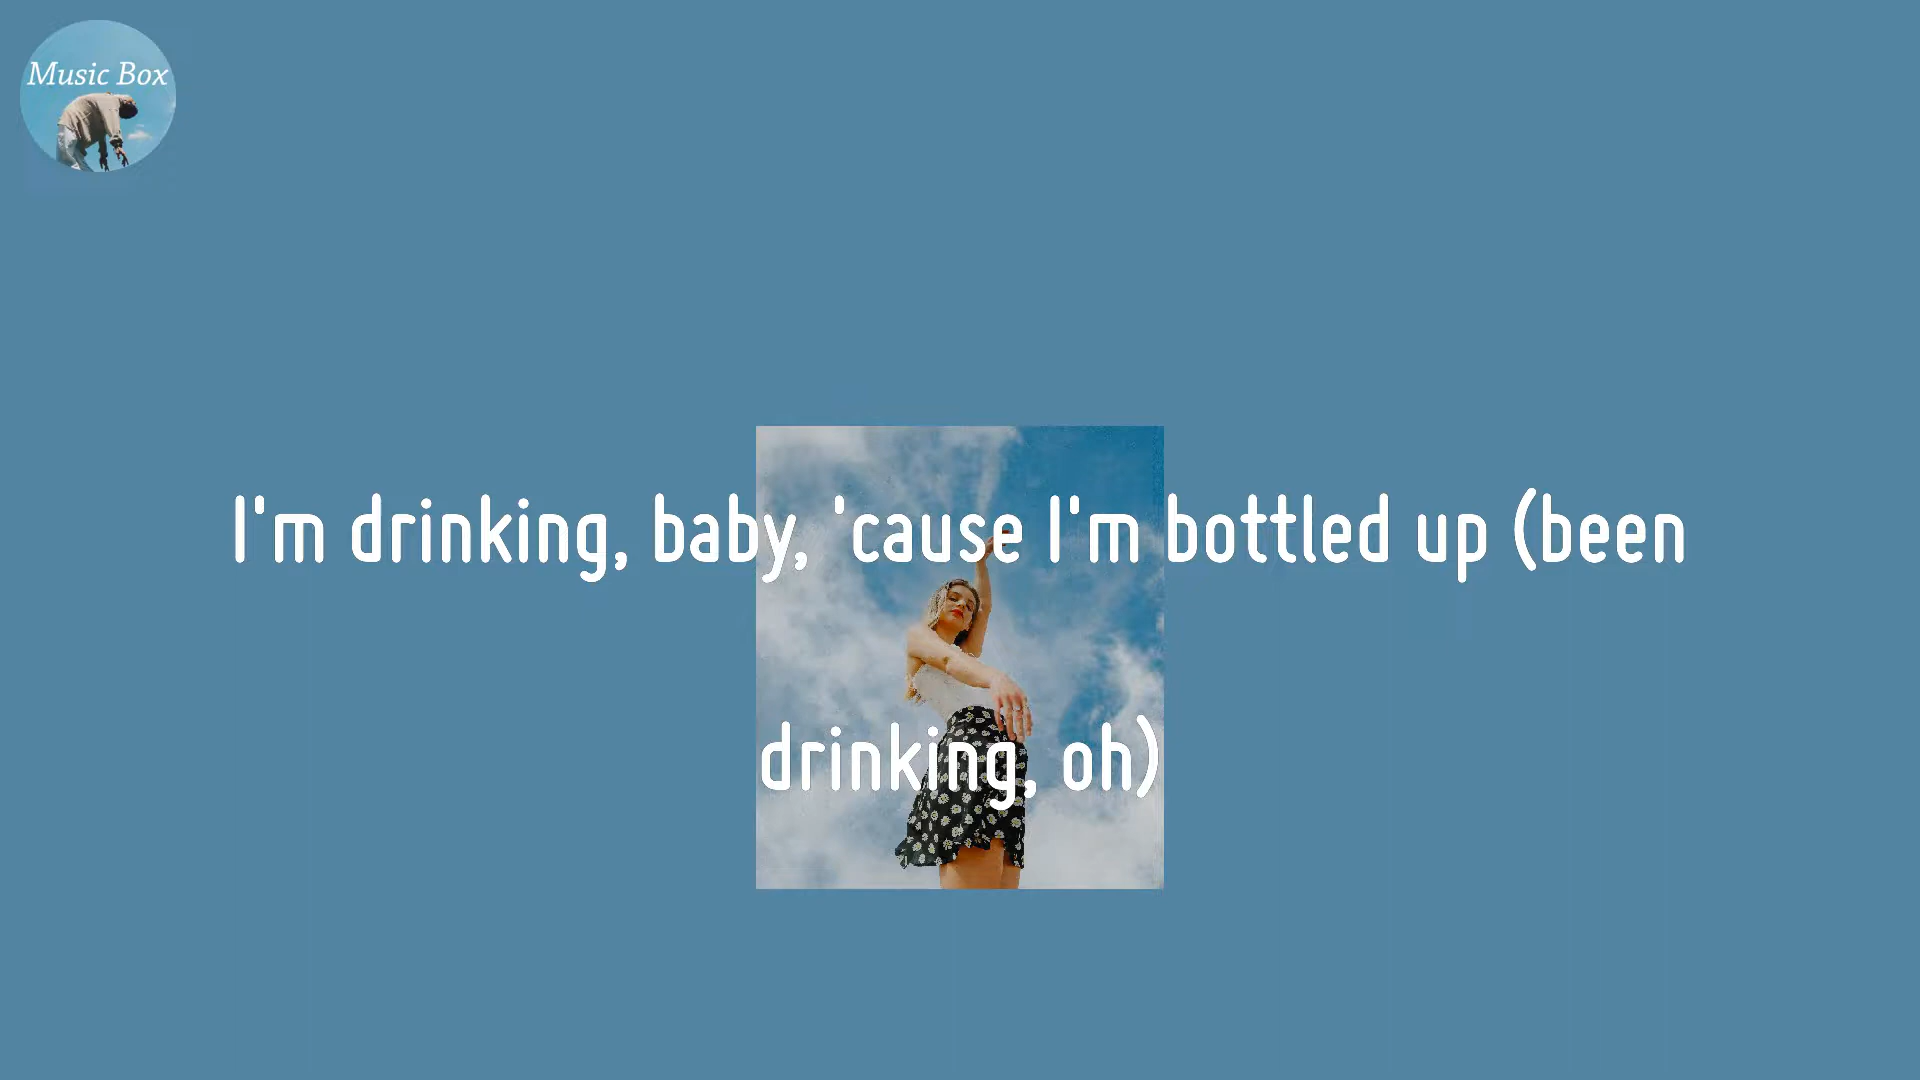 Music Box
I'm drinking, baby, 'cause I'm bottled up (been
drinking, oh)